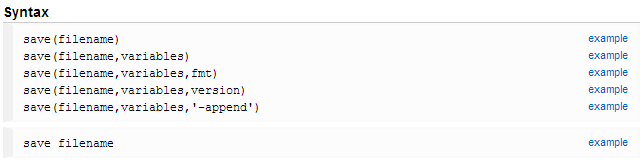 Syntax
save(filename) example
save(filename,variables) example
save(filename,variables,fmt) example
save(filename,variables,version) example
save(filename,variables,'-append') example
save filename example